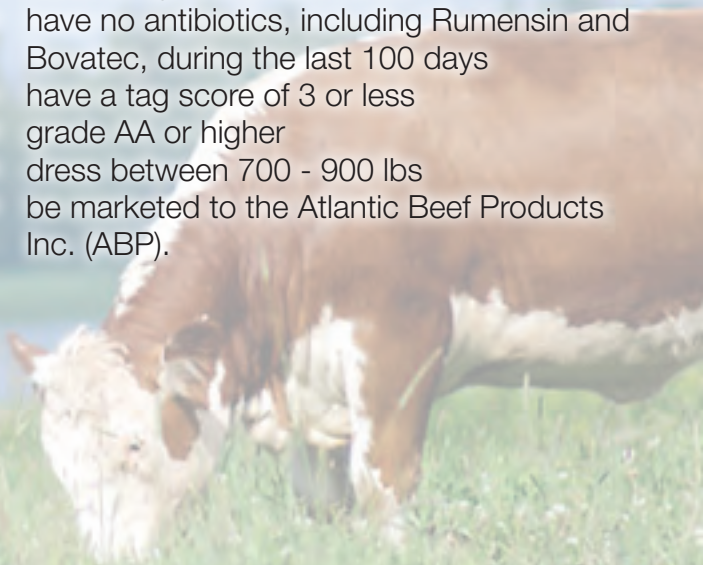 have no antibiotics, including Rumensin and
Bovatec, during the last 100 days
have a tag score of 3 or less
grade AA or higher
dress between 700 - 900 lbs
be marketed to the Atlantic Beef Products
Inc. (ABP).